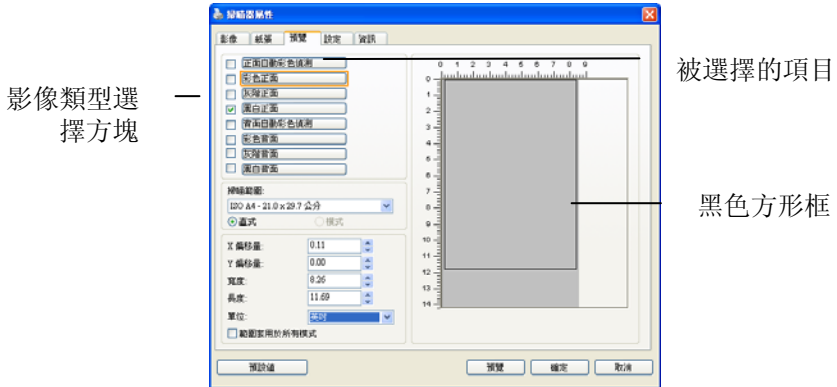 掃瞄器屬性
影像 紙張 預覽 設定 資訊
正面自動彩色偵測
彩色正面
灰階正面
黑白正面
背面自動彩色偵測
彩色背面
灰階背面
黑白背面
掃瞄範圍:
ISO A4 - 21.0 x 29.7 公分
直式 橫式
X 偏移量: 0.11
Y 偏移量: 0.00
寬度: 8.26
長度: 11.69
單位: 英吋
範圍套用於所有模式
0 1 2 3 4 5 6 7 8 9
0
1
2
3
4
5
6
7
8
9
10
11
12
13
14
預設值 預覽 確定 取消
影像類型選
擇方塊
被選擇的項目
黑色方形框